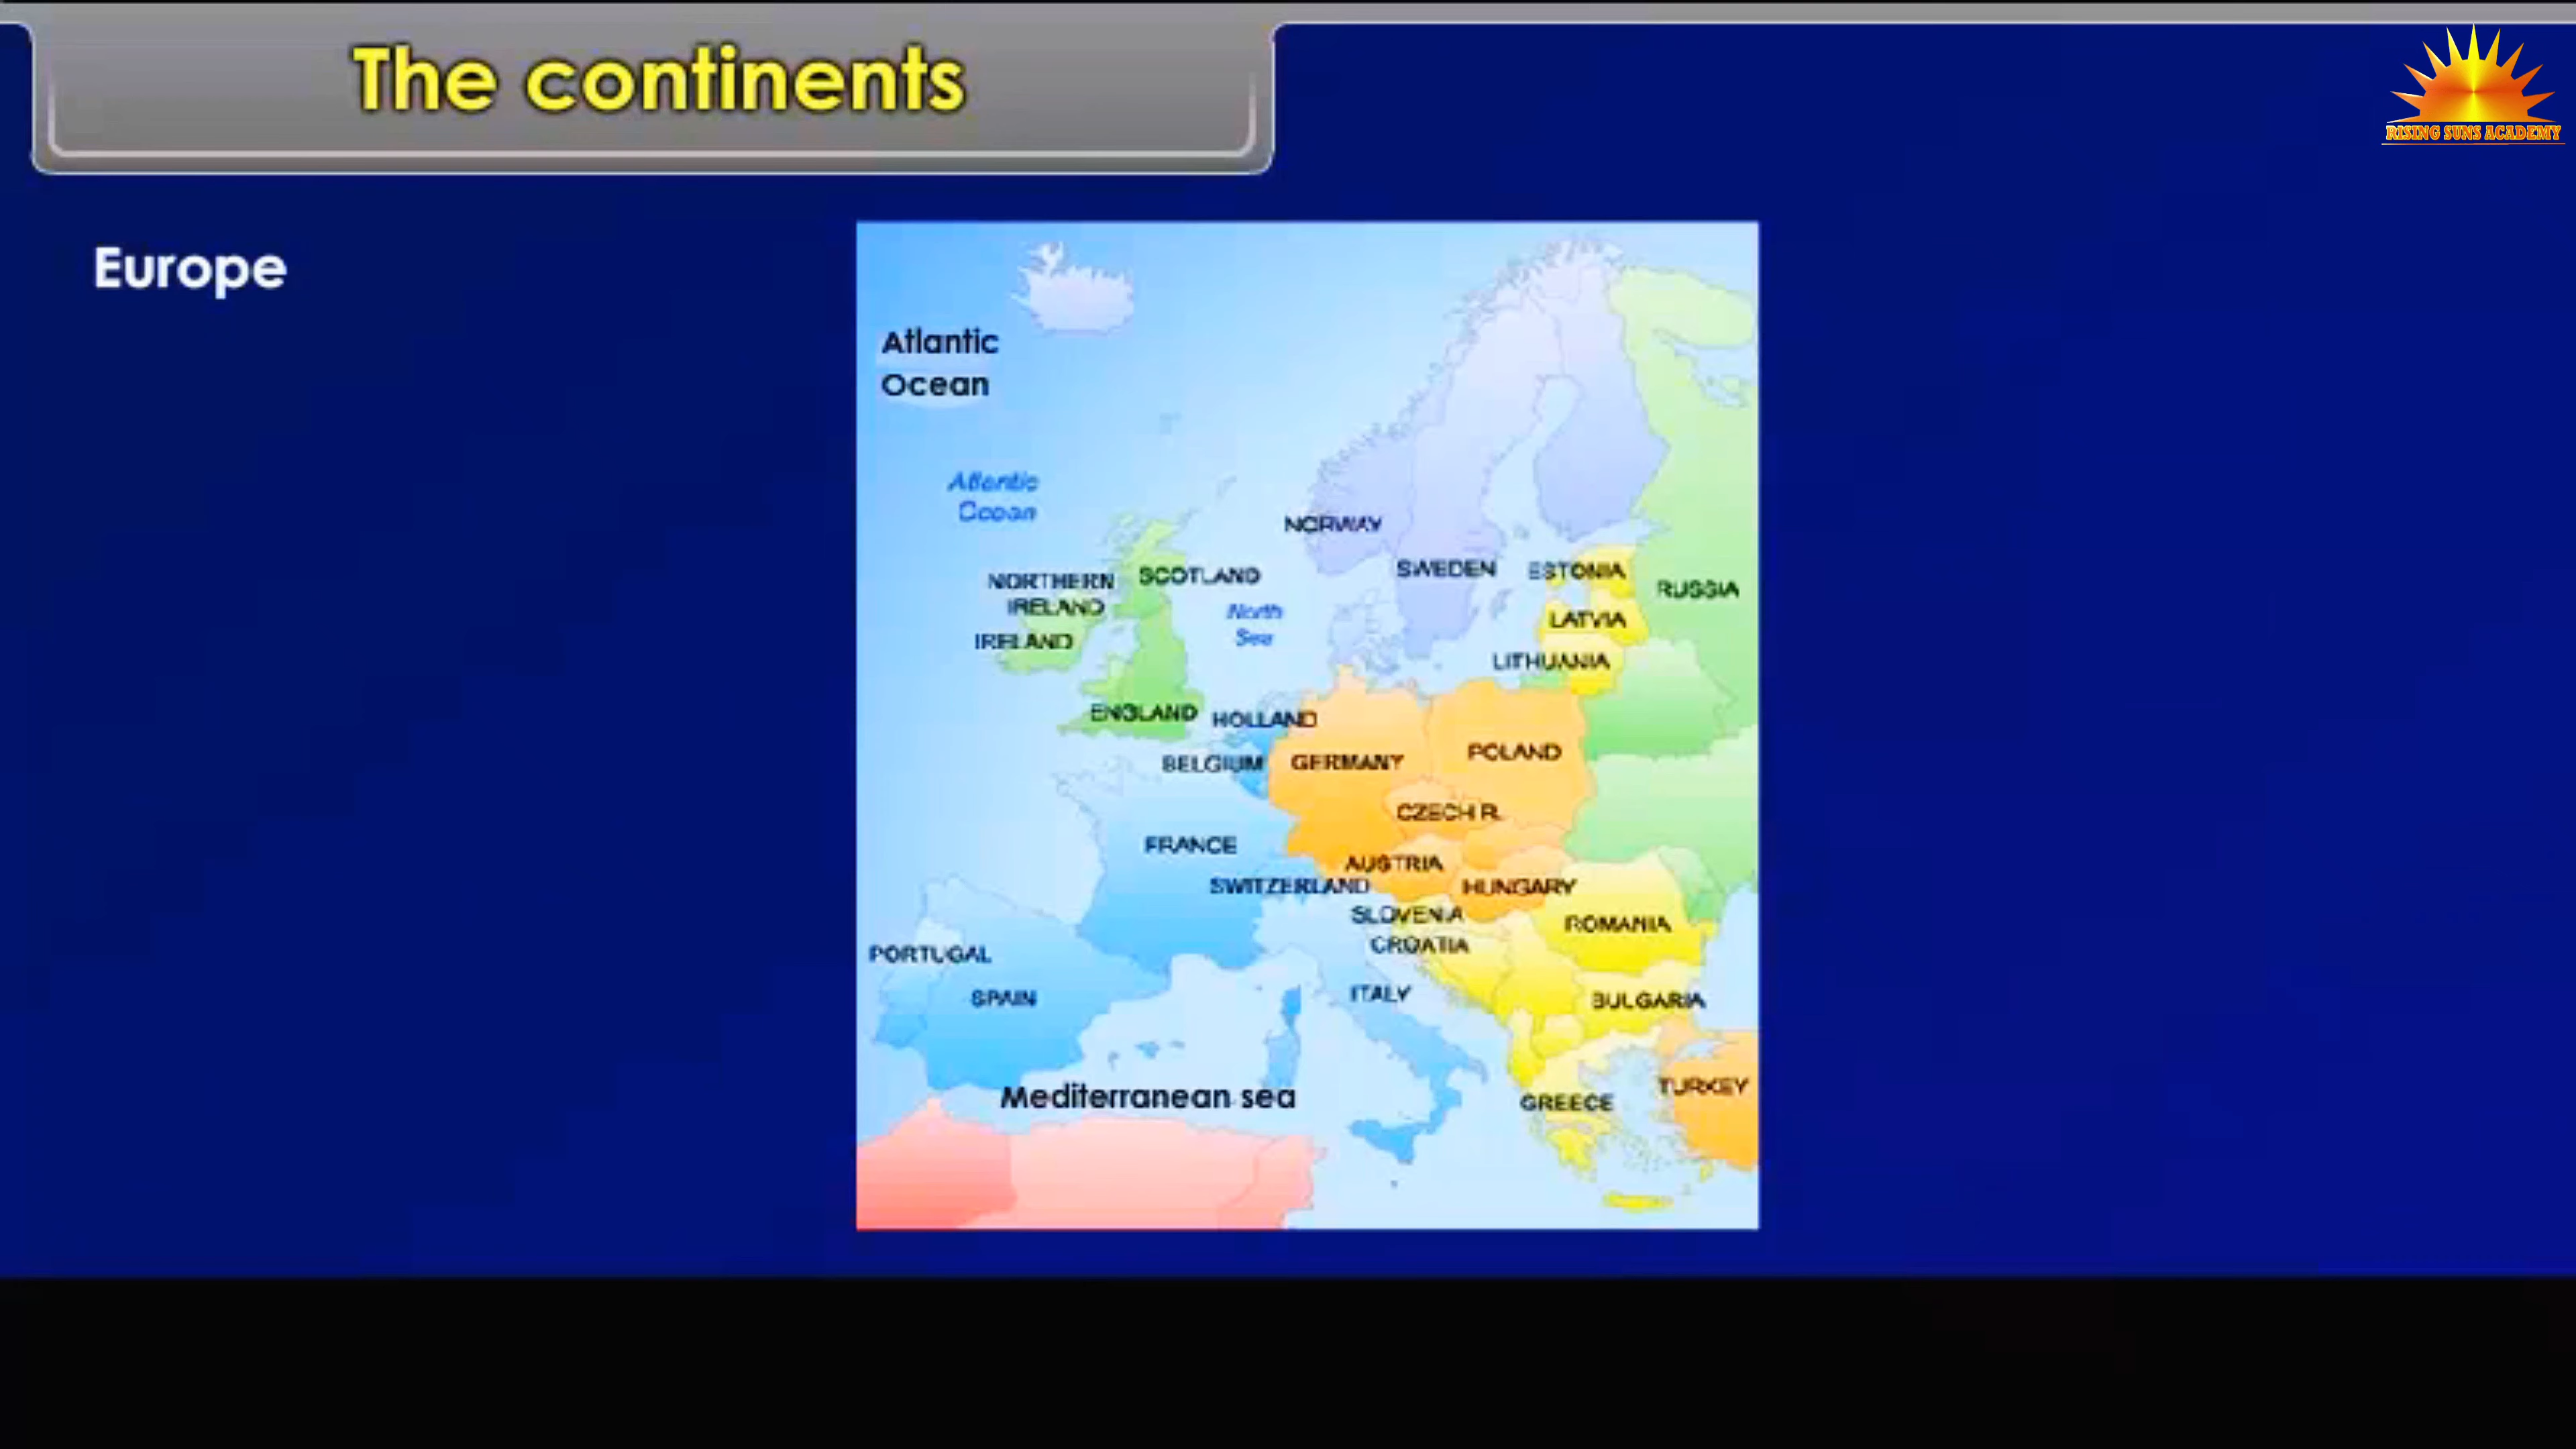 The continents
RISING SUNS ACADEMY
Europe
Atlantic
Ocean
Atlantic
Ocean
NORWAY
SWEDEN
ESTONIA
RUSSIA
NORTHERN
IRELAND
SCOTLAND
North
Sea
LATVIA
IRELAND
LITHUANIA
ENGLAND
HOLLAND
BELGIUM
GERMANY
POLAND
CZECH R.
FRANCE
AUSTRIA
SWITZERLAND
HUNGARY
SLOVENIA
ROMANIA
CROATIA
PORTUGAL
SPAIN
ITALY
BULGARIA
Mediterranean sea
GREECE
TURKEY